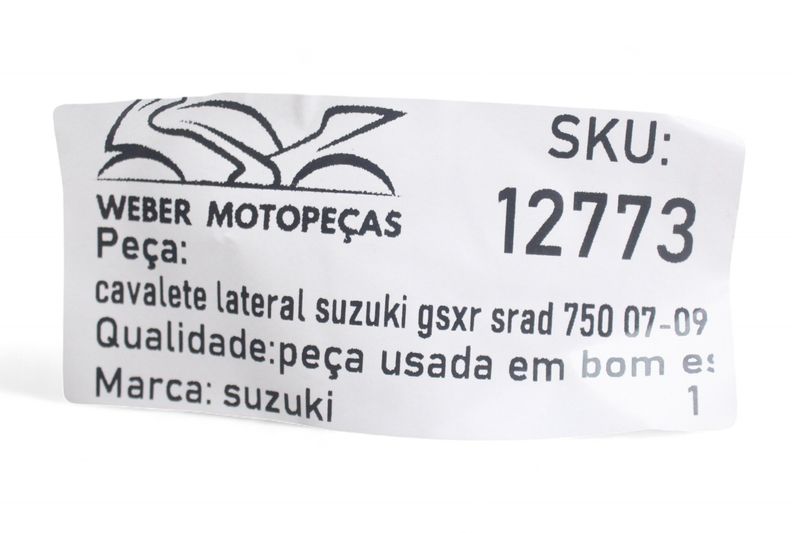 WEBER MOTOPEÇAS
SKU:
12773
Peça:
cavalete lateral suzuki gsxr srad 750 07-09
Qualidade:peça usada em bom es
Marca: suzuki
1